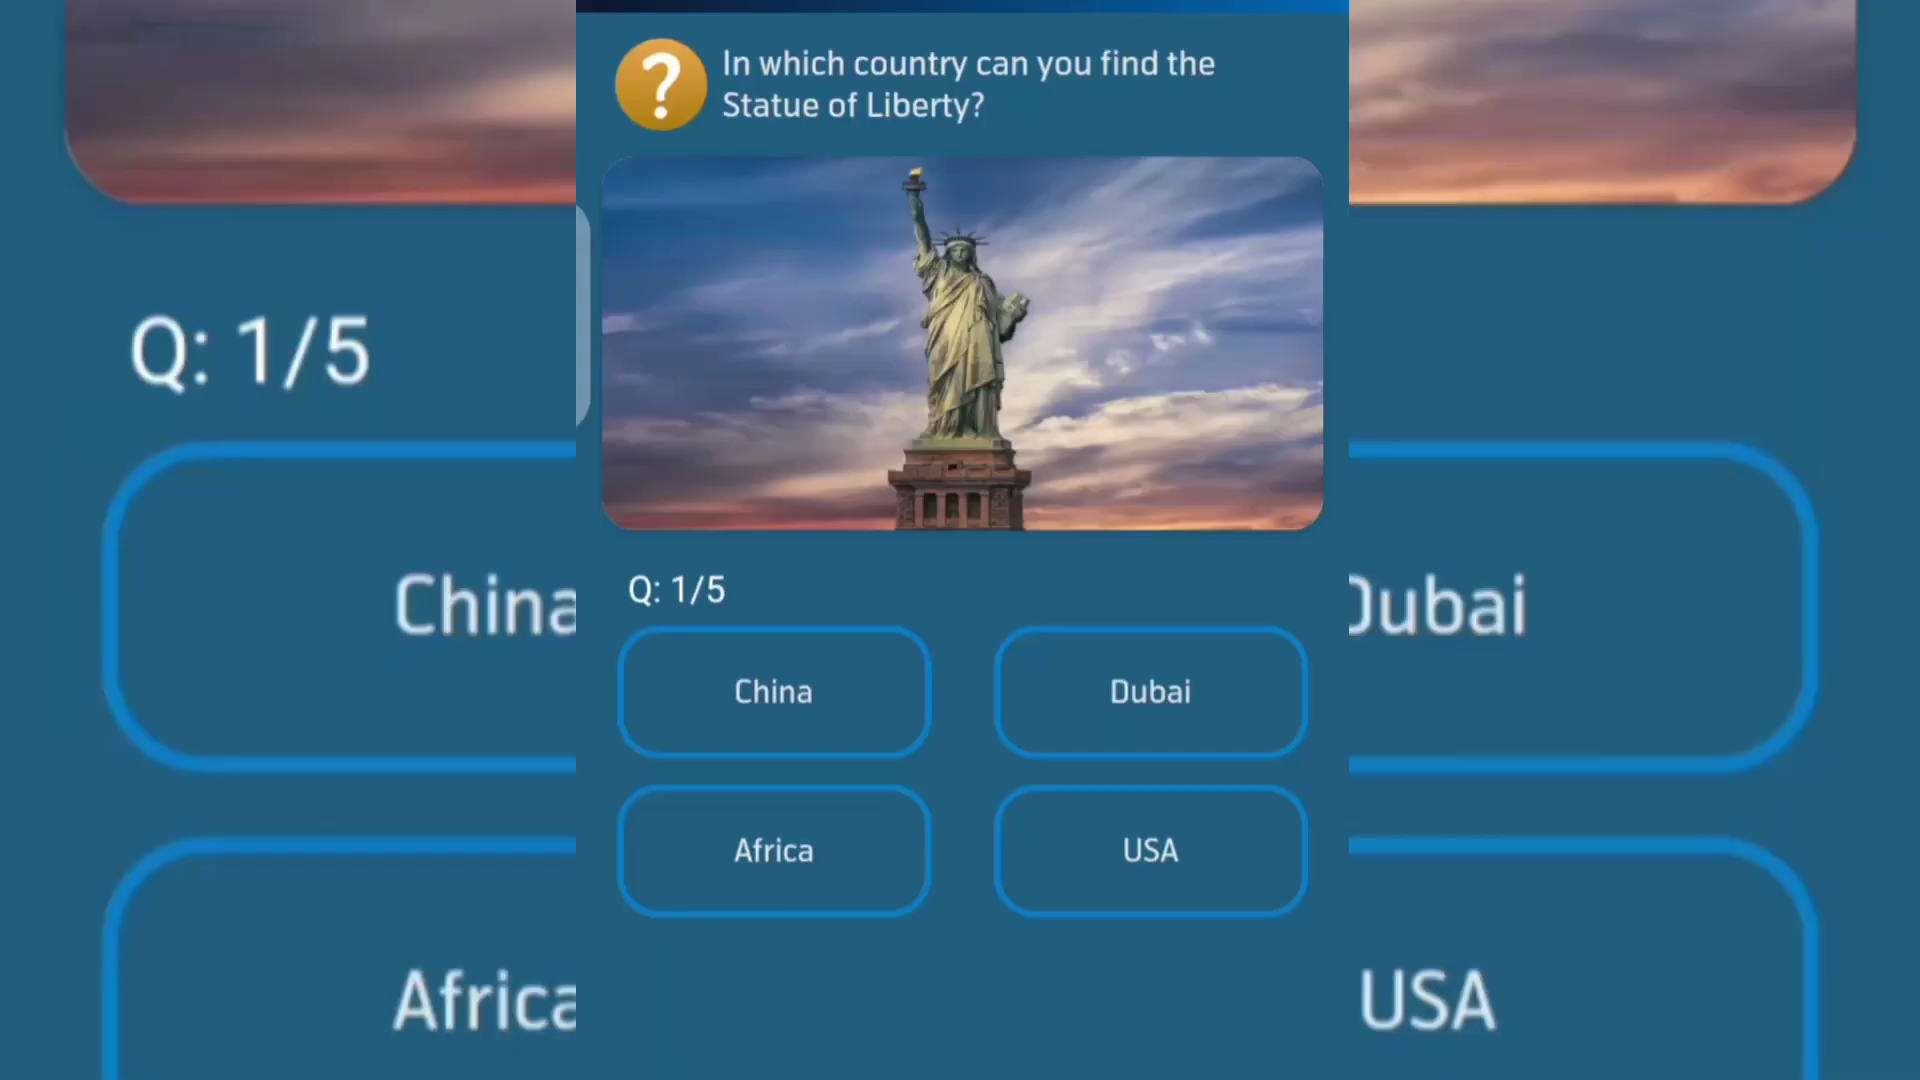 ?
In which country can you find the
Statue of Liberty?
Q: 1/5
Q: 1/5
China
Dubai
China
Dubai
Africa
USA
Africa
USA